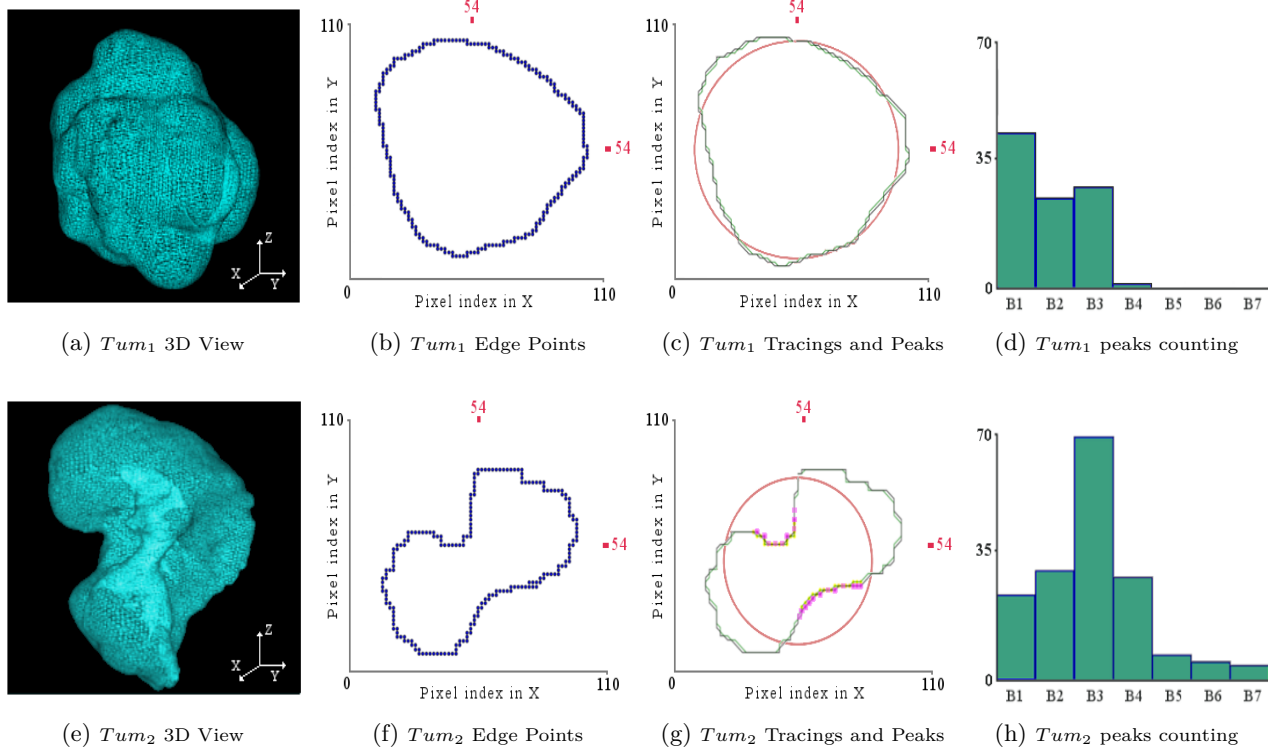 Z
X
Y
(a) Tum1 3D View
54
110
Pixel index in Y
54
0
Pixel index in X
110
(b) Tum1 Edge Points
54
110
Pixel index in Y
54
0
Pixel index in X
110
(c) Tum1 Tracings and Peaks
70
35
0
B1 B2 B3 B4 B5 B6 B7
(d) Tum1 peaks counting
Z
X
Y
(e) Tum2 3D View
54
110
Pixel index in Y
54
0
Pixel index in X
110
(f) Tum2 Edge Points
54
110
Pixel index in Y
54
0
Pixel index in X
110
(g) Tum2 Tracings and Peaks
70
35
0
B1 B2 B3 B4 B5 B6 B7
(h) Tum2 peaks counting